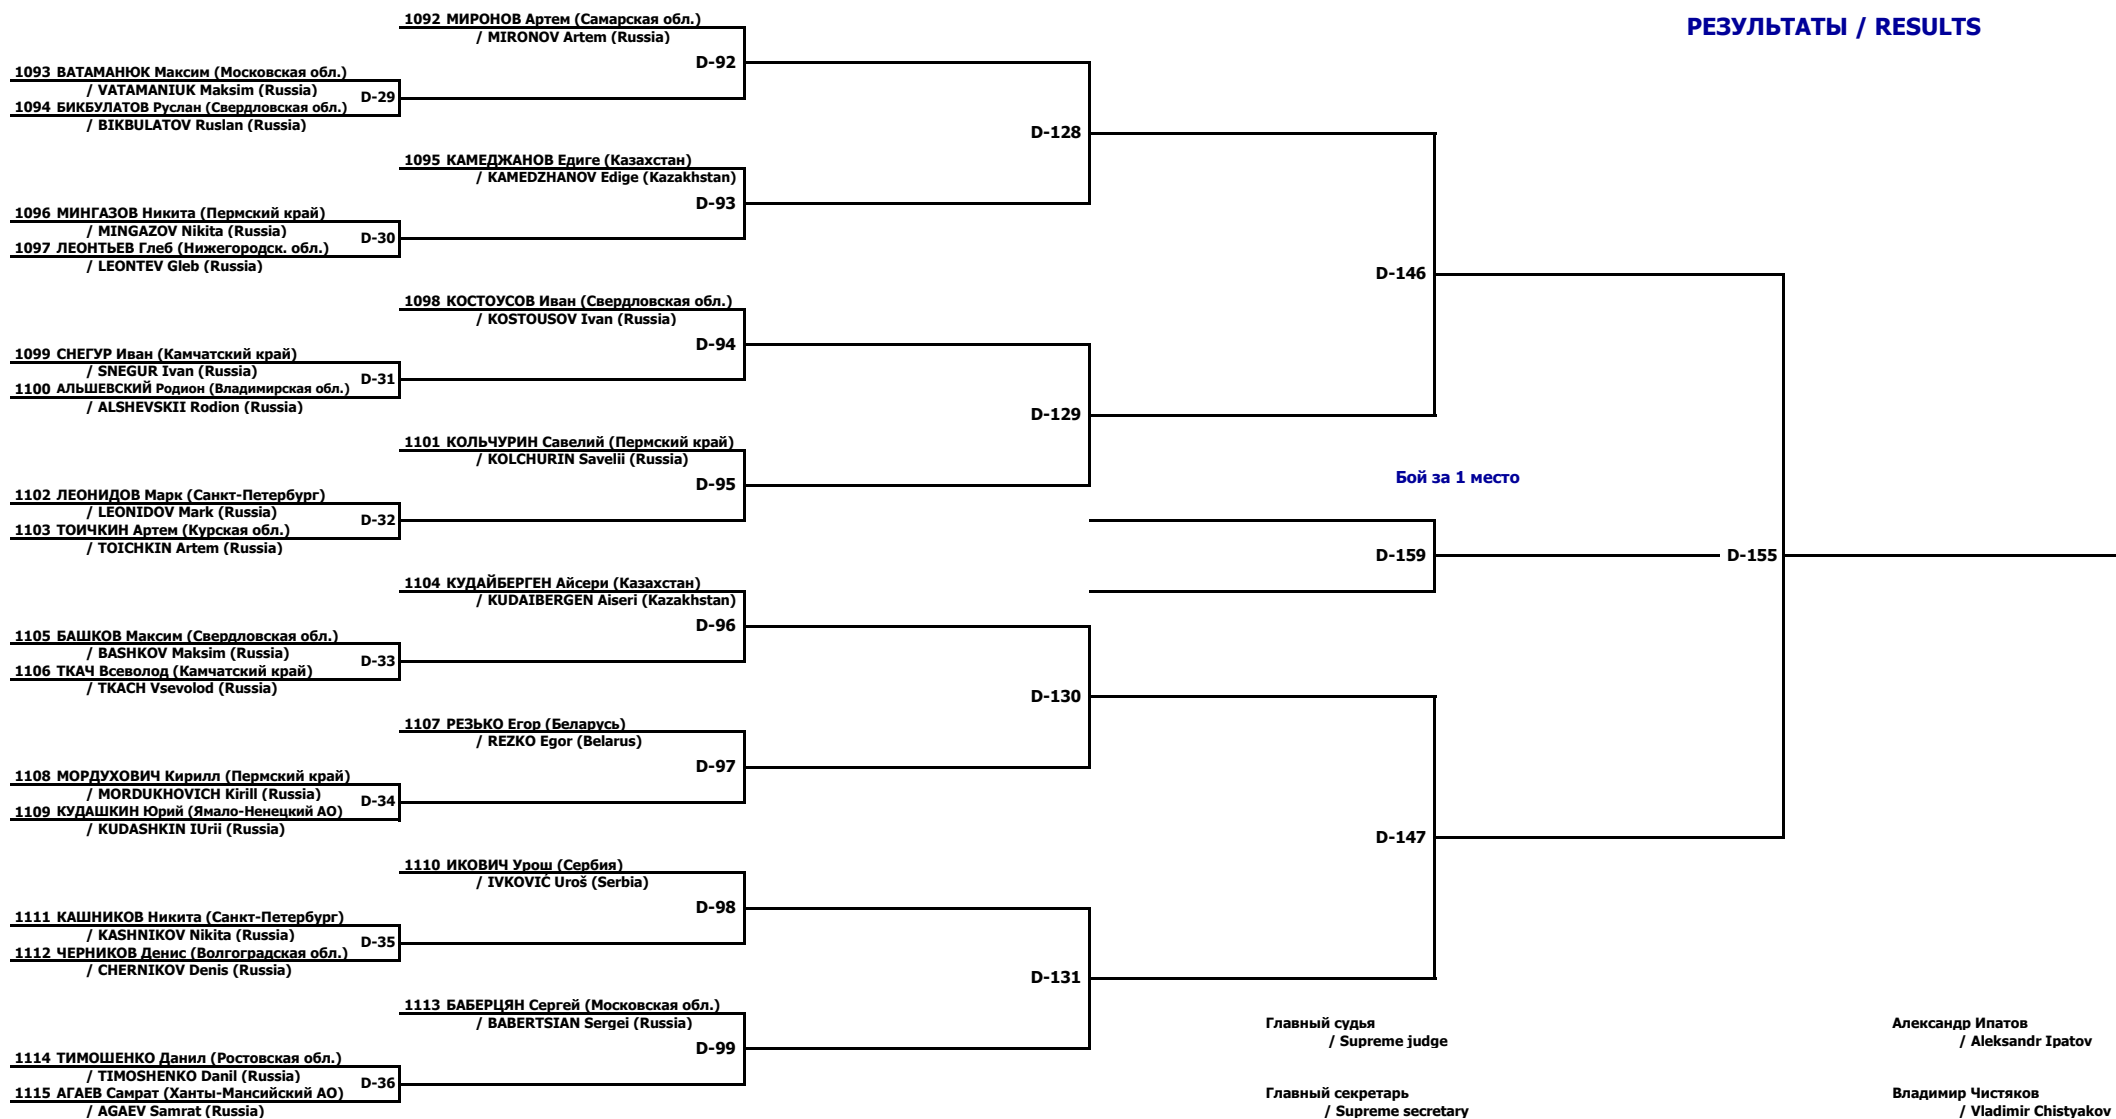 РЕЗУЛЬТАТЫ / RESULTS
1092 МИРОНОВ Артем (Самарская обл.)
/ MIRONOV Artem (Russia)
D-92
1093 ВАТАМАНЮК Максим (Московская обл.)
/ VATAMANIUK Maksim (Russia)
D-29
1094 БИКБУЛАТОВ Руслан (Свердловская обл.)
/ BIKBULATOV Ruslan (Russia)
D-128
1095 КАМЕДЖАНОВ Едиге (Казахстан)
/ KAMEDZHANOV Edige (Kazakhstan)
D-93
1096 МИНГАЗОВ Никита (Пермский край)
/ MINGAZOV Nikita (Russia)
D-30
1097 ЛЕОНТЬЕВ Глеб (Нижегородск. обл.)
/ LEONTEV Gleb (Russia)
D-146
1098 КОСТОУСОВ Иван (Свердловская обл.)
/ KOSTOUSOV Ivan (Russia)
D-94
1099 СНЕГУР Иван (Камчатский край)
/ SNEGUR Ivan (Russia)
D-31
1100 АЛЬШЕВСКИЙ Родион (Владимирская обл.)
/ ALSHEVSKII Rodion (Russia)
D-129
1101 КОЛЬЧУРИН Савелий (Пермский край)
/ KOLCHURIN Savelii (Russia)
Бой за 1 место
D-95
1102 ЛЕОНИДОВ Марк (Санкт-Петербург)
/ LEONIDOV Mark (Russia)
D-32
1103 ТОИЧКИН Артем (Курская обл.)
/ TOICHKIN Artem (Russia)
D-159
D-155
1104 КУДАЙБЕРГЕН Айсери (Казахстан)
/ KUDAIBERGEN Aiseri (Kazakhstan)
D-96
1105 БАШКОВ Максим (Свердловская обл.)
/ BASHKOV Maksim (Russia)
D-33
1106 ТКАЧ Всеволод (Камчатский край)
/ TKACH Vsevolod (Russia)
D-130
1107 РЕЗЬКО Егор (Беларусь)
/ REZKO Egor (Belarus)
D-97
1108 МОРДУХОВИЧ Кирилл (Пермский край)
/ MORDUKHOVICH Kirill (Russia)
D-34
1109 КУДАШКИН Юрий (Ямало-Ненецкий АО)
/ KUDASHKIN IUrii (Russia)
D-147
1110 ИКОВИЧ Урош (Сербия)
/ IVKOVIĆ Uroš (Serbia)
D-98
1111 КАШНИКОВ Никита (Санкт-Петербург)
/ KASHNIKOV Nikita (Russia)
D-35
1112 ЧЕРНИКОВ Денис (Волгоградская обл.)
/ CHERNIKOV Denis (Russia)
D-131
1113 БАБЕРЦЯН Сергей (Московская обл.)
/ BABERTSIAN Sergei (Russia)
D-99
1114 ТИМОШЕНКО Данил (Ростовская обл.)
/ TIMOSHENKO Danil (Russia)
D-36
1115 АГАЕВ Самрат (Ханты-Мансийский АО)
/ AGAEV Samrat (Russia)
Главный судья
/ Supreme judge
Александр Ипатов
/ Aleksandr Ipatov
Главный секретарь
/ Supreme secretary
Владимир Чистяков
/ Vladimir Chistyakov